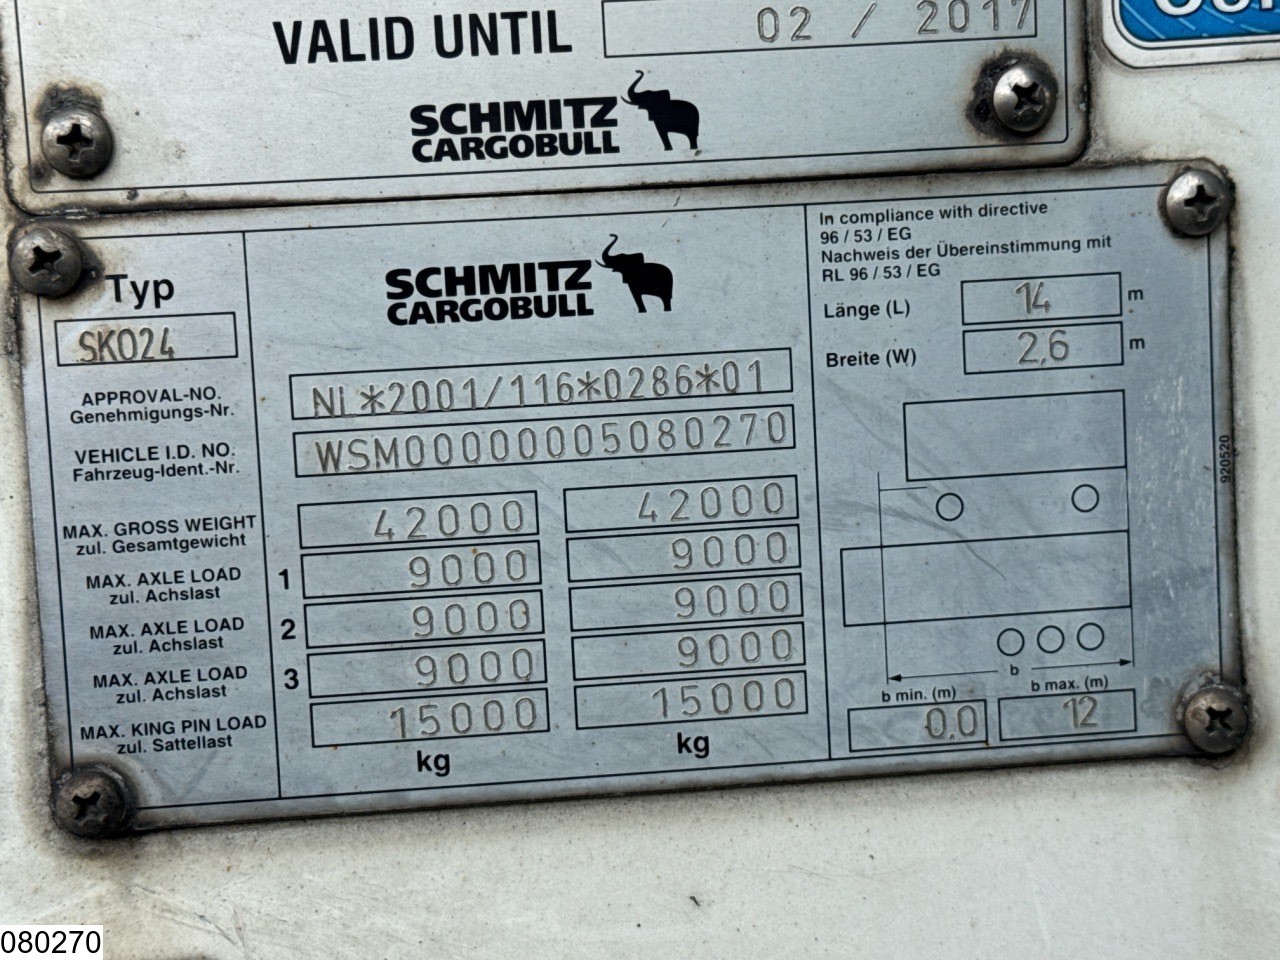 VALID UNTIL 02 / 2017
SCHMITZ
CARGOBULL
Typ
SKO24
SCHMITZ
CARGOBULL
In compliance with directive
96 / 53 / EG
Nachweis der Übereinstimmung mit
RL 96 / 53 / EG
Länge (L) 14 m
Breite (W) 2,6 m
APPROVAL-NO.
Genehmigungs-Nr.
NL*2001/116*0286*01
VEHICLE I.D. NO.
Fahrzeug-Ident.-Nr.
WSM00000005080270
MAX. GROSS WEIGHT
zul. Gesamtgewicht
42000 42000
MAX. AXLE LOAD
zul. Achslast
1 9000 9000
MAX. AXLE LOAD
zul. Achslast
2 9000 9000
MAX. AXLE LOAD
zul. Achslast
3 9000 9000
MAX. KING PIN LOAD
zul. Sattellast
15000 15000
kg kg
b
b min. (m) b max. (m)
0,0 12
920520
080270